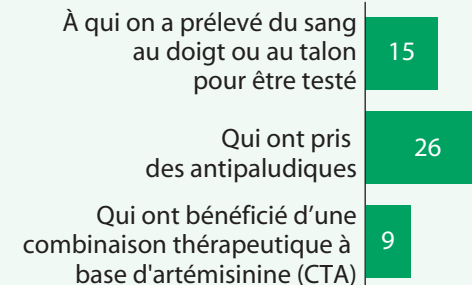 À qui on a prélevé du sang
au doigt ou au talon
pour être testé
15
Qui ont pris
des antipaludiques
26
Qui ont bénéficié d’une
combinaison thérapeutique à
base d'artémisinine (CTA)
9